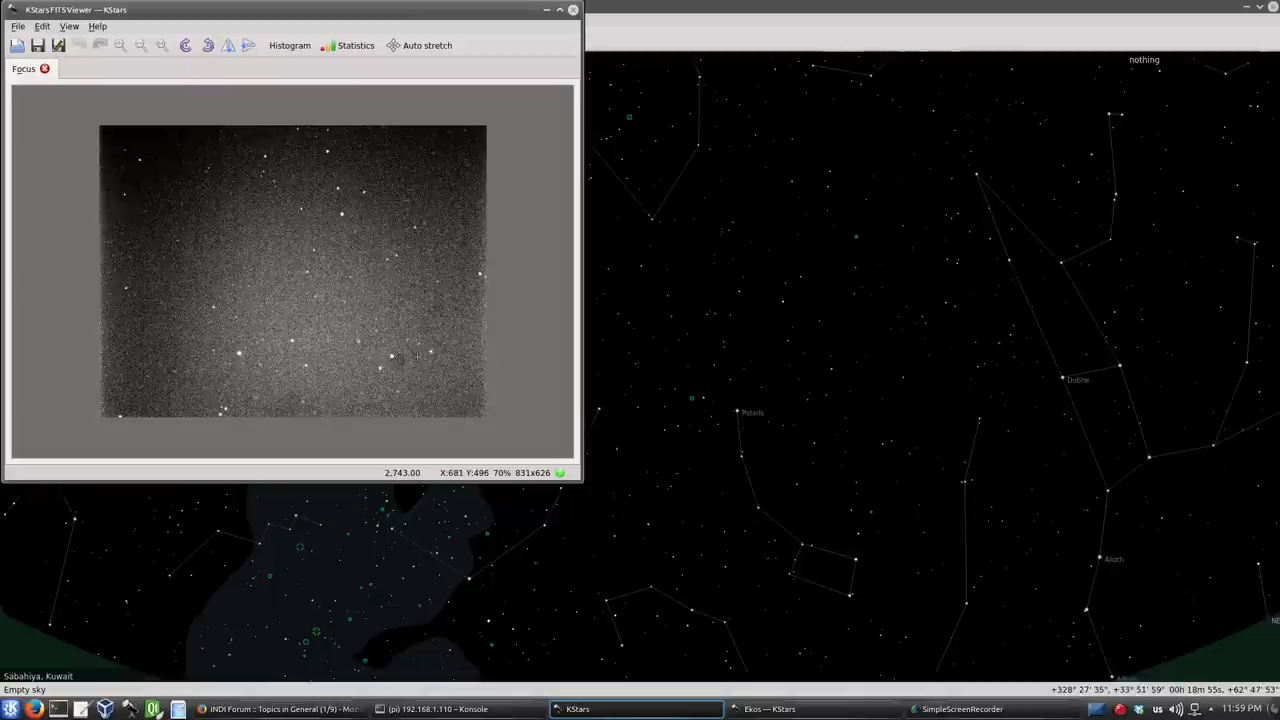 KStars FITS Viewer — KStars
File Edit View Help
Histogram Statistics Auto stretch
Focus
nothing
Dubhe
Polaris
Alioth
2,743.00 X:681 Y:496 70% 831x626
NE
Sabahiya, Kuwait
Empty sky
+328° 27' 35", +33° 51' 59" 00h 18m 55s, +62° 47' 53"
INDI Forum :: Topics in General (1/9) - Moz
(pi) 192.168.1.110 – Konsole
KStars
Ekos — KStars
SimpleScreenRecorder
us
11:59 PM